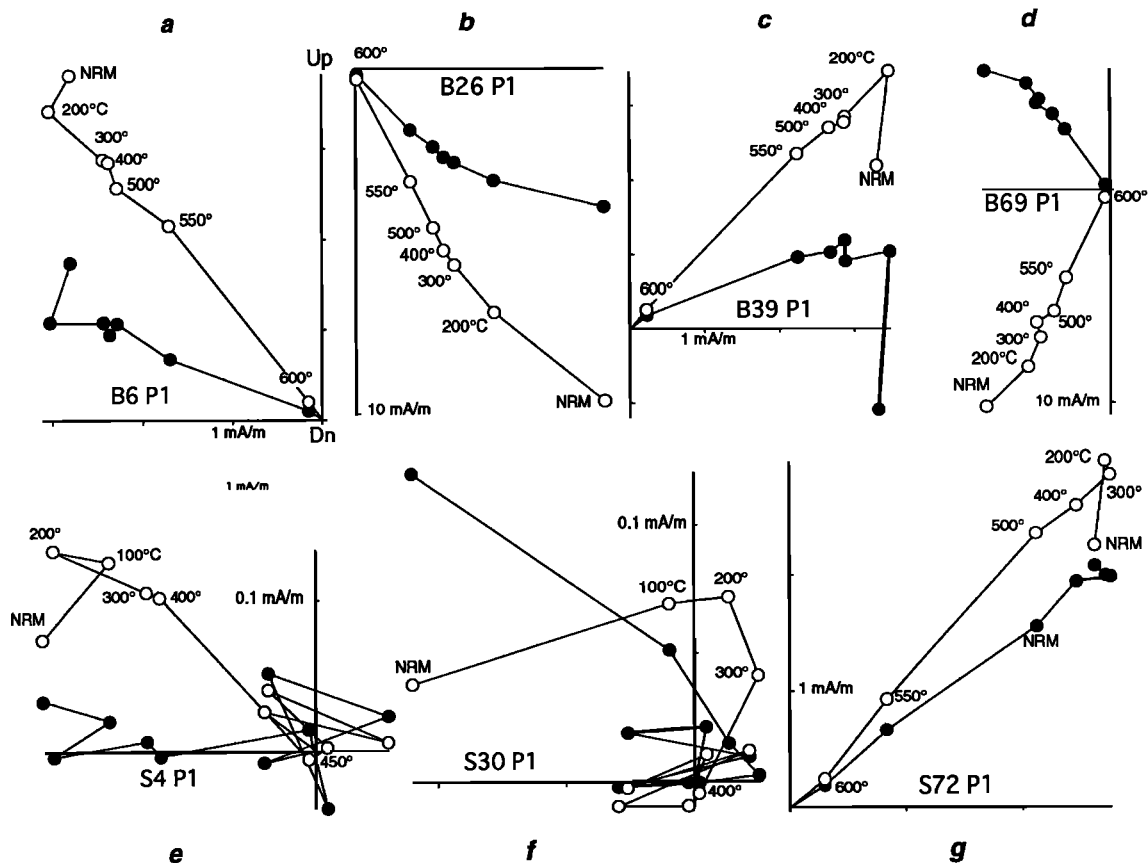 a
b
c
d
Up
NRM
200°C
300°
400°
500°
550°
600°
B6 P1
1 mA/m
Dn
600°
B26 P1
550°
500°
400°
300°
200°C
NRM
10 mA/m
200°C
300°
400°
500°
550°
NRM
600°
B39 P1
1 mA/m
B69 P1
600°
550°
400°
500°
300°
200°C
NRM
10 mA/m
1 mA/m
200°
100°C
300°
400°
0.1 mA/m
NRM
S4 P1
450°
0.1 mA/m
100°C
200°
NRM
300°
S30 P1
400°
200°C
400°
300°
500°
NRM
NRM
1 mA/m
550°
600°
S72 P1
e
f
g